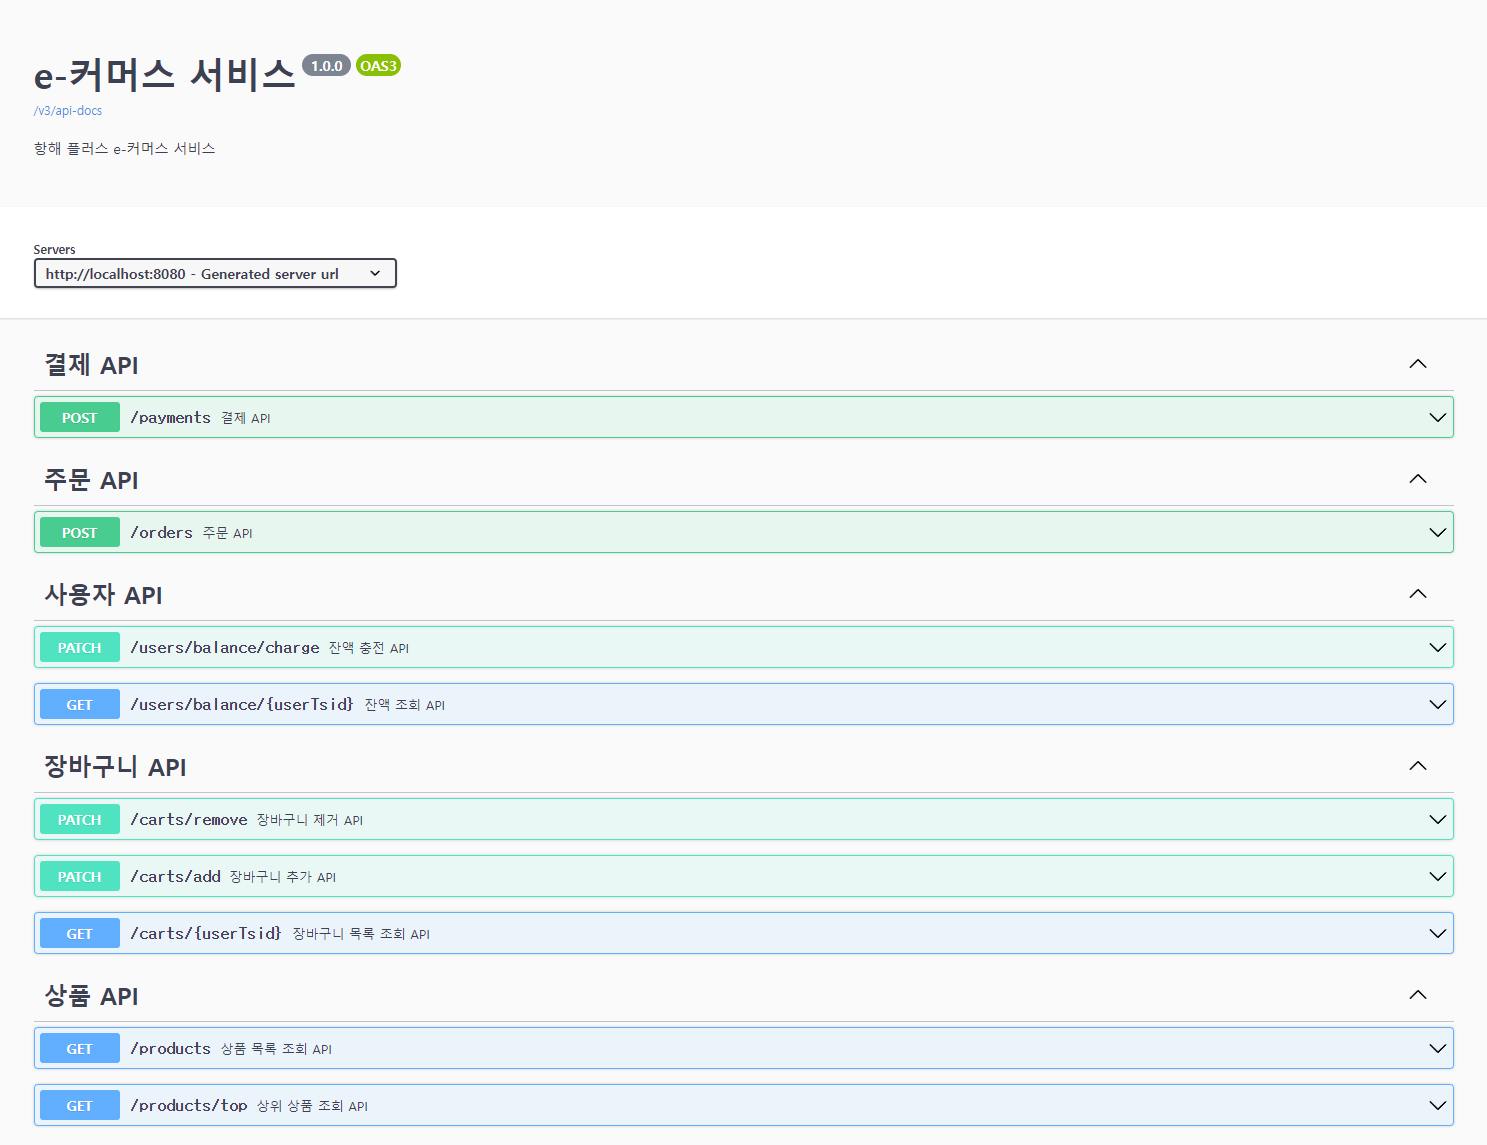 e-커머스 서비스 1.0.0 OAS3
/v3/api-docs
항해 플러스 e-커머스 서비스
Servers
http://localhost:8080 - Generated server url
결제 API
POST /payments 결제 API
주문 API
POST /orders 주문 API
사용자 API
PATCH /users/balance/charge 잔액 충전 API
GET /users/balance/{userTsid} 잔액 조회 API
장바구니 API
PATCH /carts/remove 장바구니 제거 API
PATCH /carts/add 장바구니 추가 API
GET /carts/{userTsid} 장바구니 목록 조회 API
상품 API
GET /products 상품 목록 조회 API
GET /products/top 상위 상품 조회 API